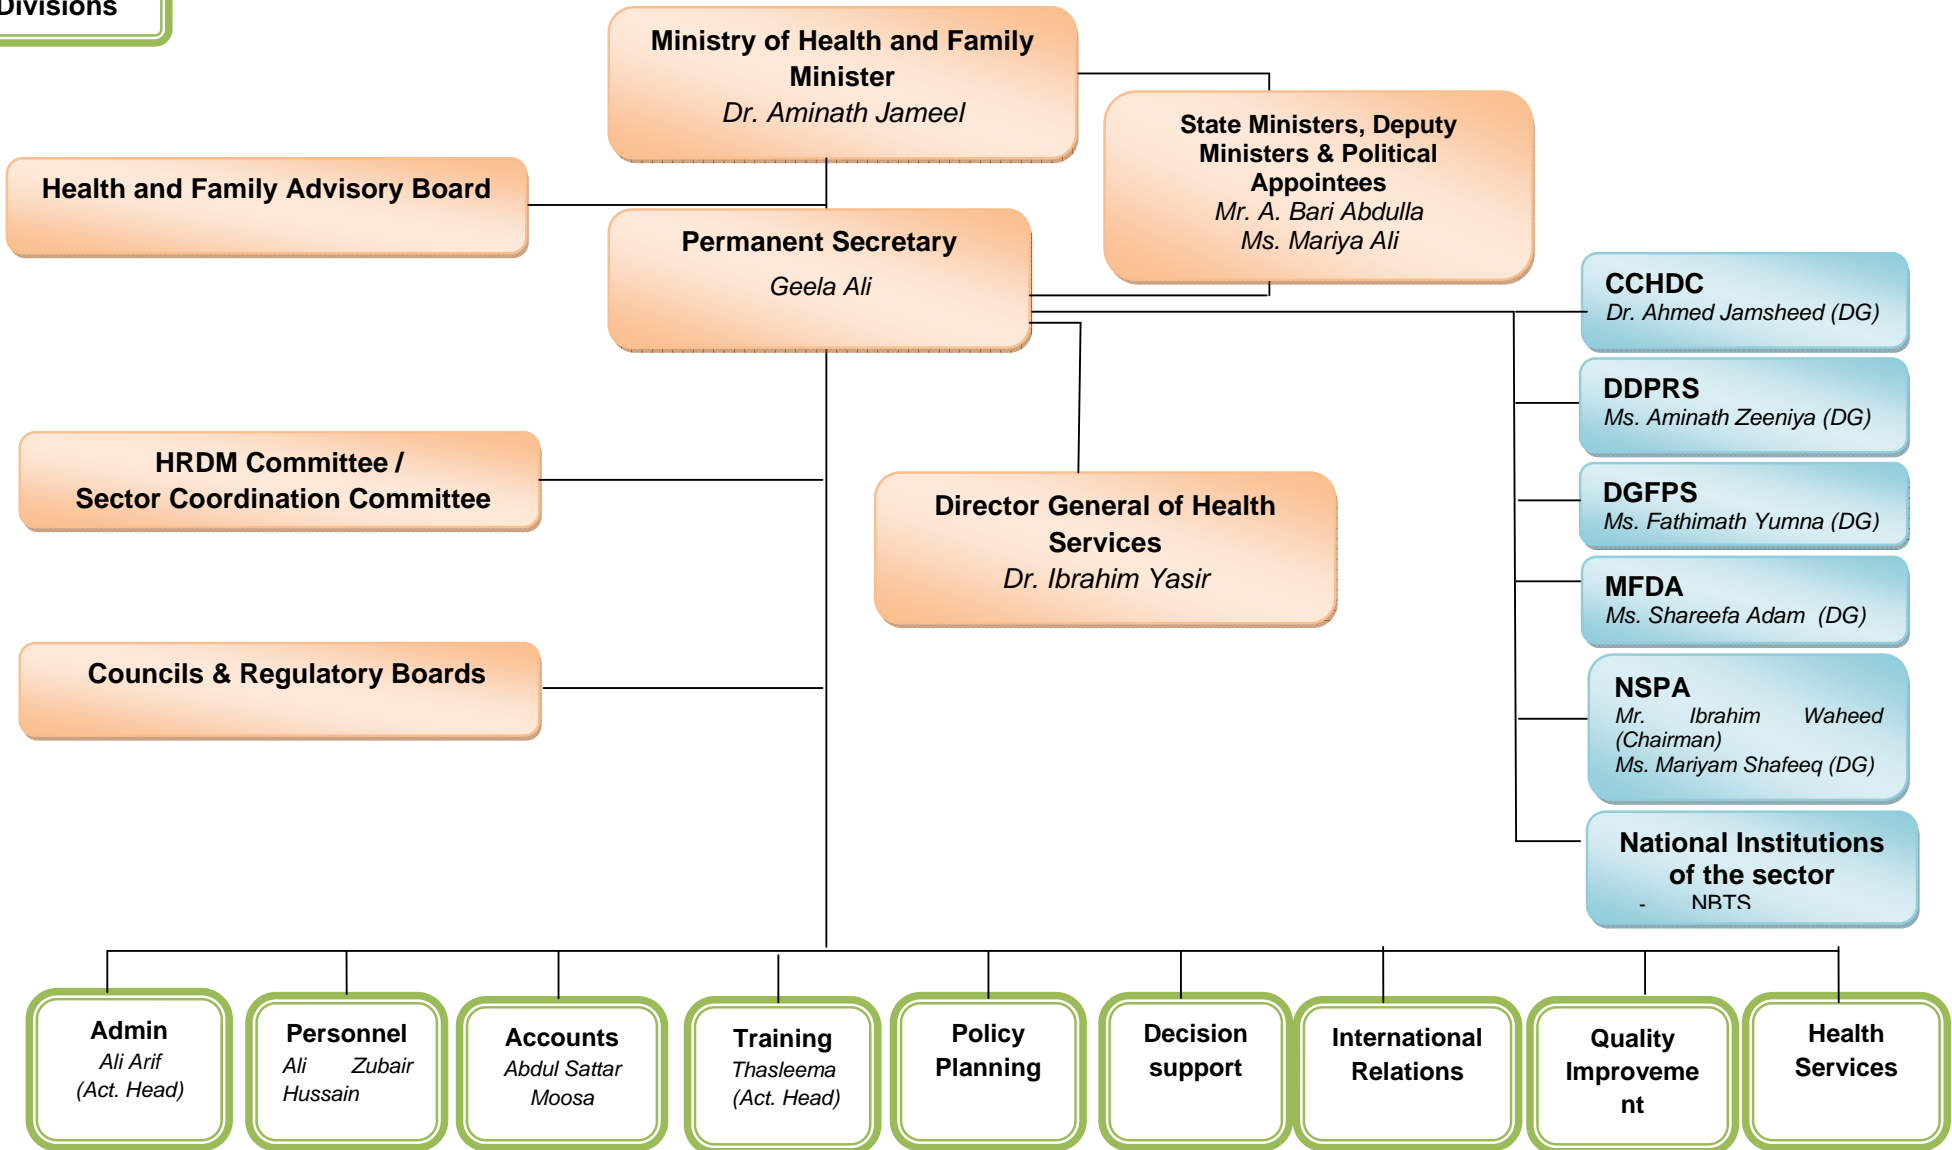 Divisions
Ministry of Health and Family
Minister
Dr. Aminath Jameel
State Ministers, Deputy
Ministers & Political
Appointees
Mr. A. Bari Abdulla
Ms. Mariya Ali
Health and Family Advisory Board
Permanent Secretary
Geela Ali
CCHDC
Dr. Ahmed Jamsheed (DG)
DDPRS
Ms. Aminath Zeeniya (DG)
DGFPS
Ms. Fathimath Yumna (DG)
MFDA
Ms. Shareefa Adam (DG)
NSPA
Mr. Ibrahim Waheed
(Chairman)
Ms. Mariyam Shafeeq (DG)
National Institutions
of the sector
- NBTS
HRDM Committee /
Sector Coordination Committee
Director General of Health
Services
Dr. Ibrahim Yasir
Councils & Regulatory Boards
Admin
Ali Arif
(Act. Head)
Personnel
Ali Zubair
Hussain
Accounts
Abdul Sattar
Moosa
Training
Thasleema
(Act. Head)
Policy
Planning
Decision
support
International
Relations
Quality
Improveme
nt
Health
Services